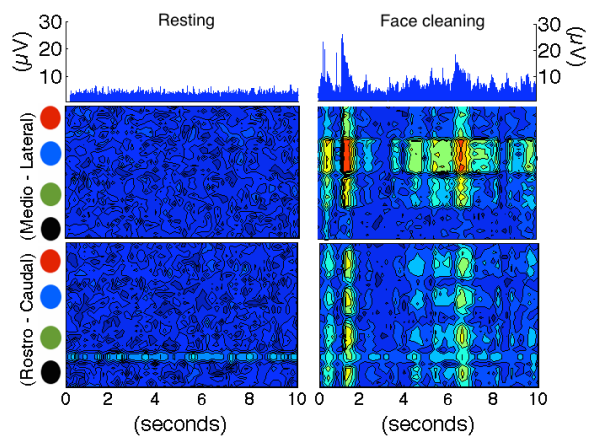 Resting
Face cleaning
(μV)
30
20
10
30
20
10
(μV)
(Medio - Lateral)
(Rostro - Caudal)
0 2 4 6 8 10
0 2 4 6 8 10
(seconds)
(seconds)